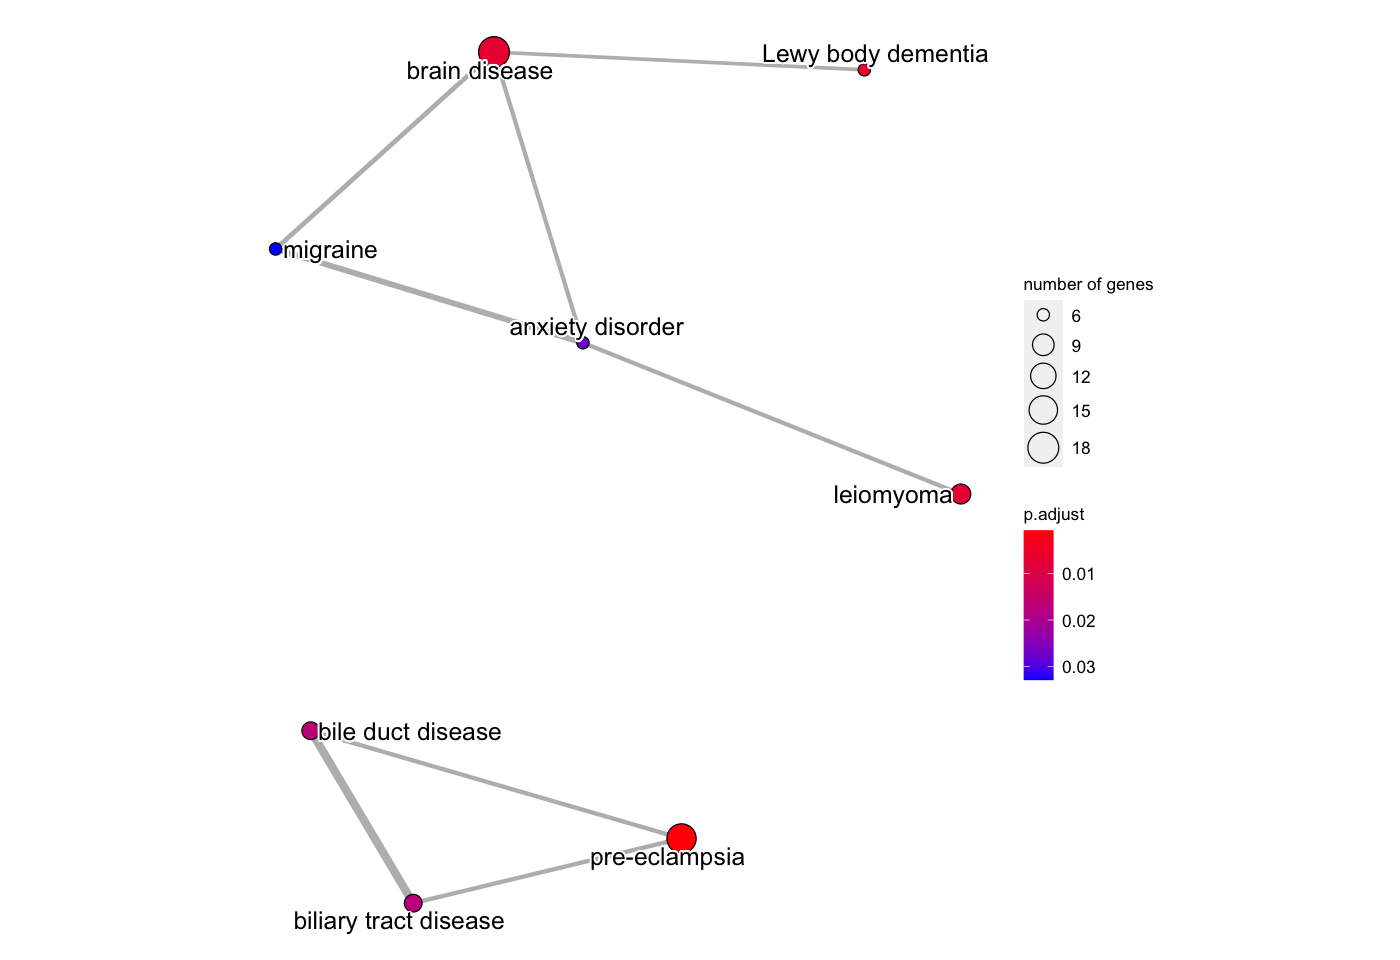 Lewy body dementia
brain disease
migraine
anxiety disorder
leiomyoma
bile duct disease
pre-eclampsia
biliary tract disease
number of genes
6
9
12
15
18
p.adjust
0.01
0.02
0.03